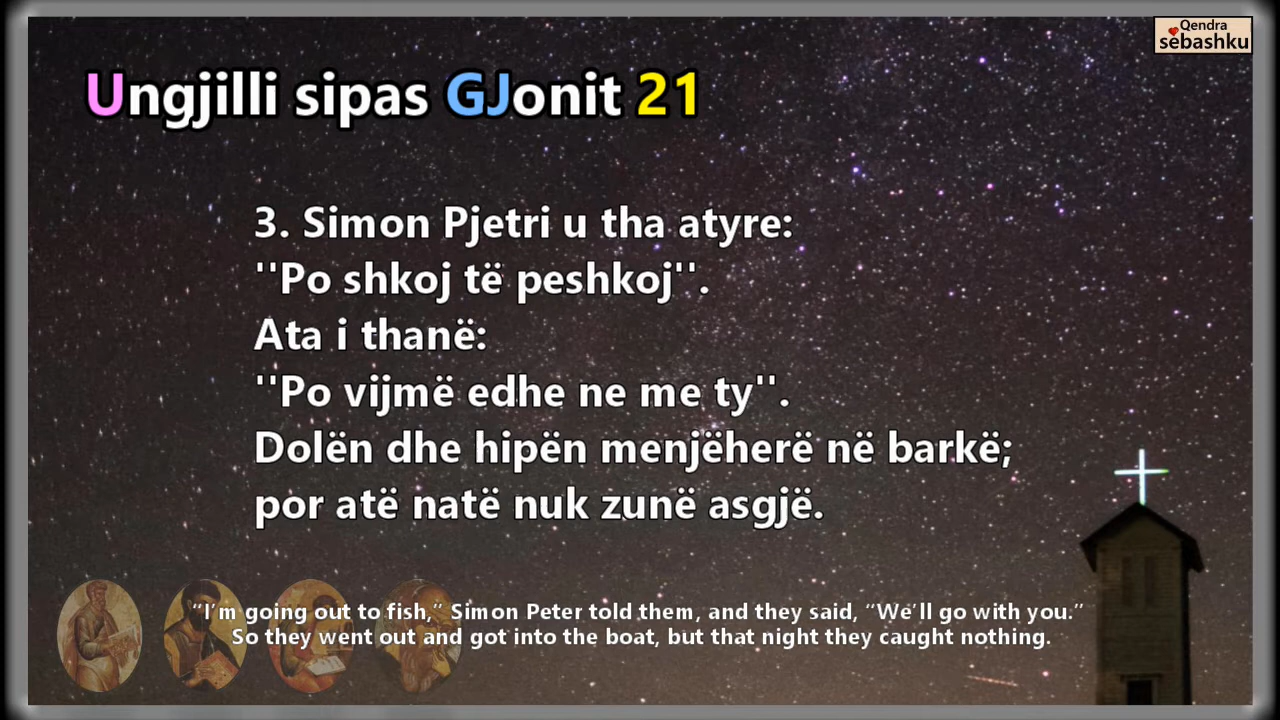 Qendra
sëbashku
Ungjilli sipas GJonit 21
3. Simon Pjetri u tha atyre:
''Po shkoj të peshkoj''.
Ata i thanë:
''Po vijmë edhe ne me ty''.
Dolën dhe hipën menjëherë në barkë;
por atë natë nuk zunë asgjë.
“I’m going out to fish,” Simon Peter told them, and they said, “We’ll go with you.”
So they went out and got into the boat, but that night they caught nothing.